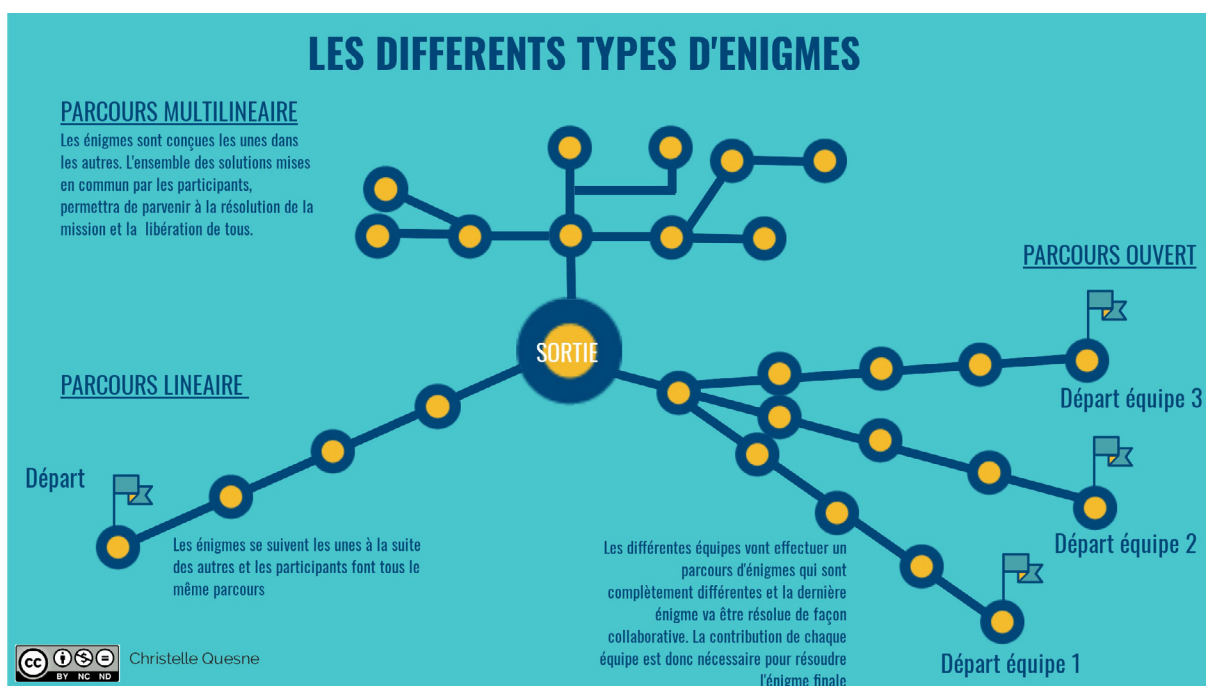 LES DIFFERENTS TYPES D'ENIGMES
PARCOURS MULTILINEAIRE
Les énigmes sont conçues les unes dans
les autres. L'ensemble des solutions mises
en commun par les participants,
permettra de parvenir à la résolution de la
mission et la libération de tous.
PARCOURS OUVERT
SORTIE
PARCOURS LINEAIRE
Départ équipe 3
Départ
Départ équipe 2
Les énigmes se suivent les unes à la suite
des autres et les participants font tous le
même parcours
Les différentes équipes vont effectuer un
parcours d'énigmes qui sont
complètement différentes et la dernière
énigme va être résolue de façon
collaborative. La contribution de chaque
équipe est donc nécessaire pour résoudre
l'énigme finale
Départ équipe 1
CC
BY NC ND
Christelle Quesne